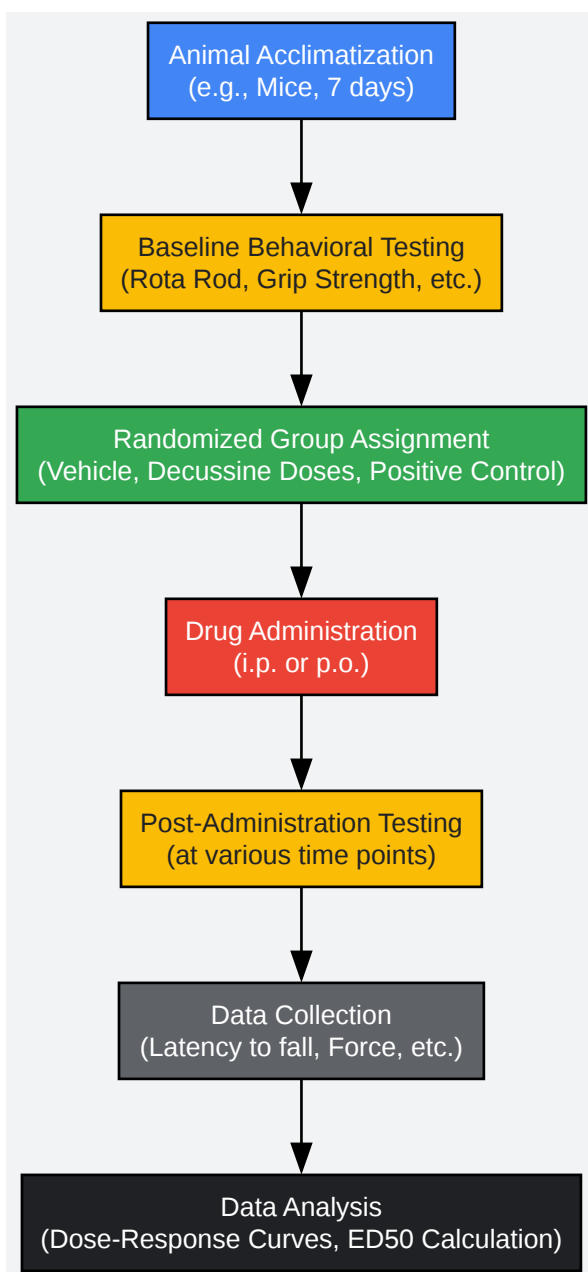 Animal Acclimatization
(e.g., Mice, 7 days)
Baseline Behavioral Testing
(Rota Rod, Grip Strength, etc.)
Randomized Group Assignment
(Vehicle, Decussine Doses, Positive Control)
Drug Administration
(i.p. or p.o.)
Post-Administration Testing
(at various time points)
Data Collection
(Latency to fall, Force, etc.)
Data Analysis
(Dose-Response Curves, ED50 Calculation)